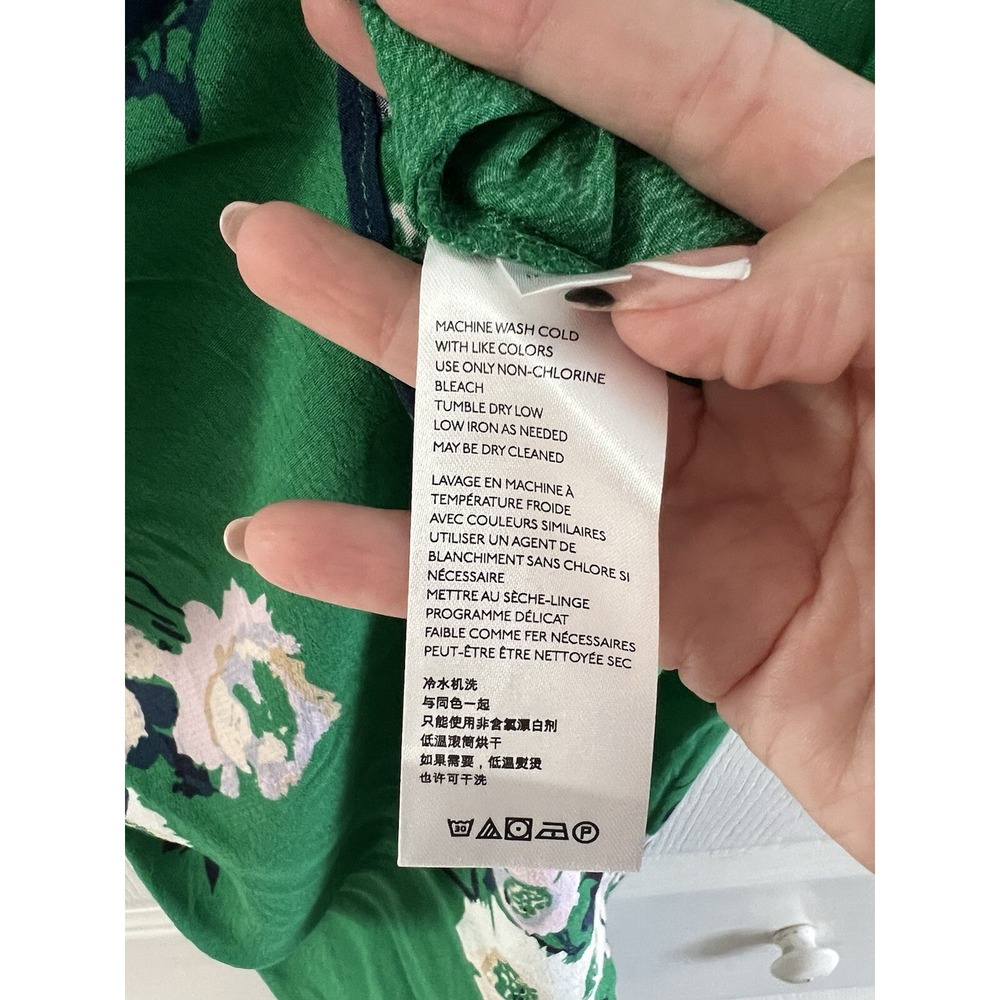 MACHINE WASH COLD
WITH LIKE COLORS
USE ONLY NON-CHLORINE
BLEACH
TUMBLE DRY LOW
LOW IRON AS NEEDED
MAY BE DRY CLEANED
LAVAGE EN MACHINE À
TEMPÉRATURE FROIDE
AVEC COULEURS SIMILAIRES
UTILISER UN AGENT DE
BLANCHIMENT SANS CHLORE SI
NÉCESSAIRE
METTRE AU SÈCHE-LINGE
PROGRAMME DÉLICAT
FAIBLE COMME FER NÉCESSAIRES
PEUT-ÊTRE ÊTRE NETTOYÉE SEC
冷水机洗
与同色一起
只能使用非含氯漂白剂
低温滚筒烘干
如果需要，低温熨烫
也许可干洗
30 P